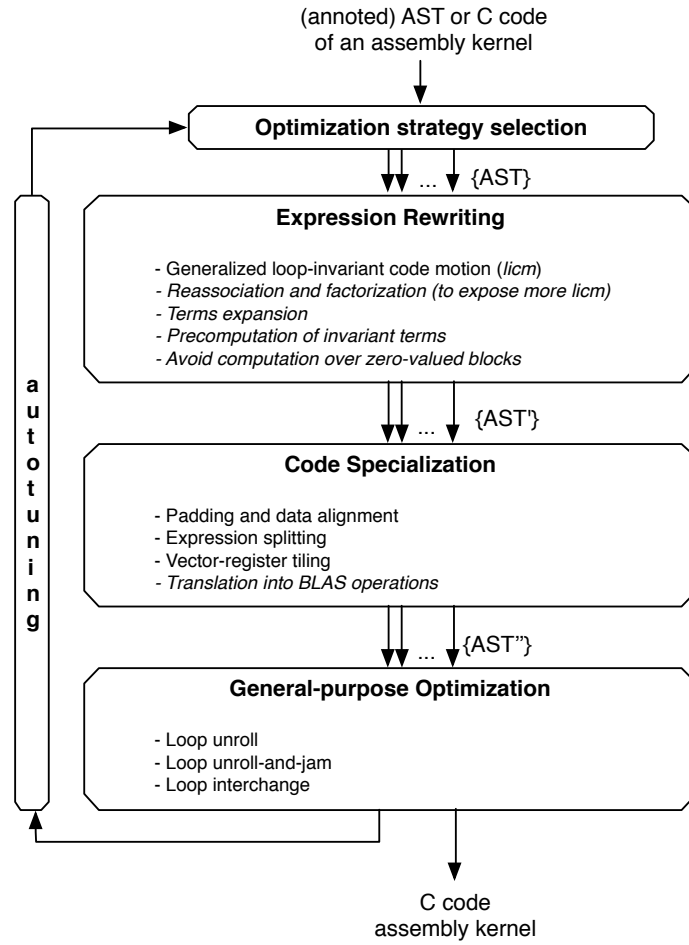 (annoted) AST or C code
of an assembly kernel
Optimization strategy selection
... {AST}
Expression Rewriting
- Generalized loop-invariant code motion (licm)
- Reassociation and factorization (to expose more licm)
- Terms expansion
- Precomputation of invariant terms
- Avoid computation over zero-valued blocks
... {AST'}
Code Specialization
- Padding and data alignment
- Expression splitting
- Vector-register tiling
- Translation into BLAS operations
... {AST''}
General-purpose Optimization
- Loop unroll
- Loop unroll-and-jam
- Loop interchange
autotuning
C code
assembly kernel